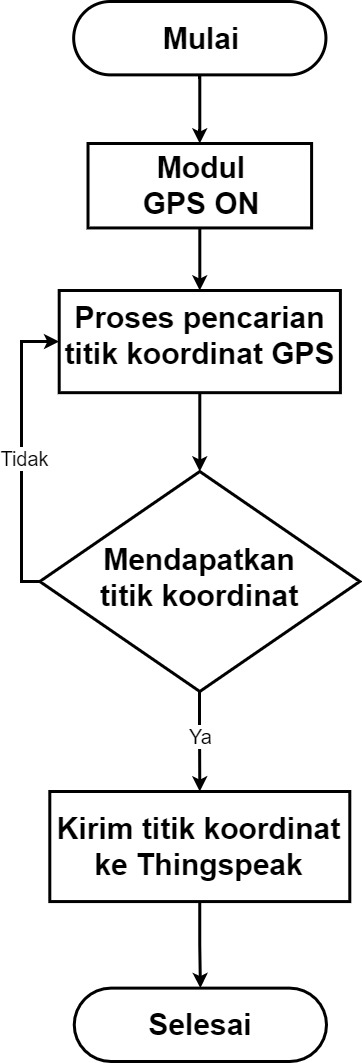 Mulai
Modul
GPS ON
Proses pencarian
titik koordinat GPS
Tidak
Mendapatkan
titik koordinat
Ya
Kirim titik koordinat
ke Thingspeak
Selesai